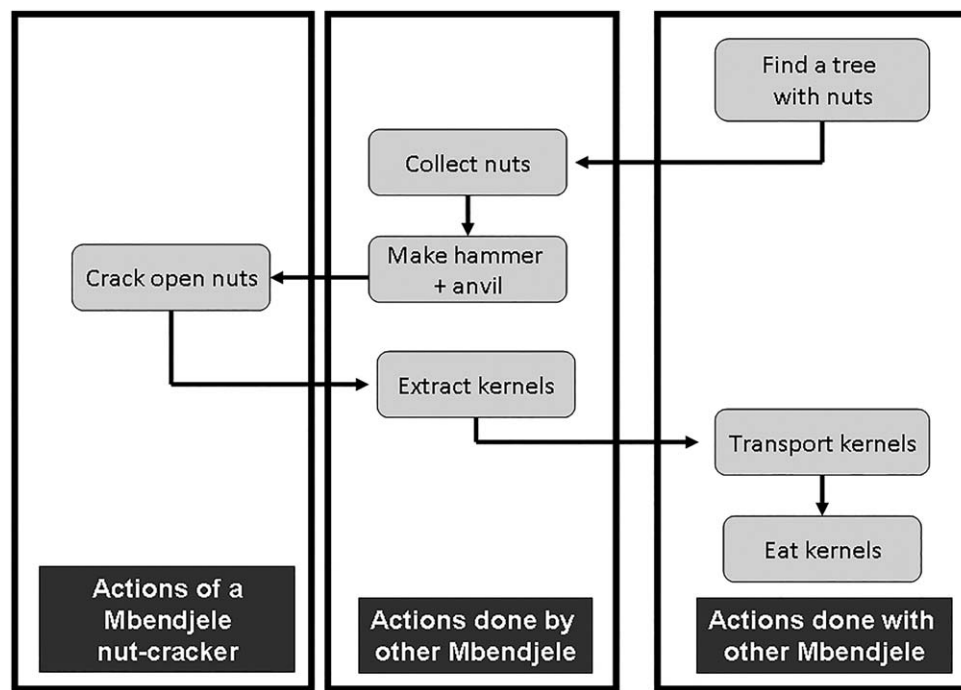 Find a tree
with nuts
Collect nuts
Make hammer
+ anvil
Crack open nuts
Extract kernels
Transport kernels
Eat kernels
Actions of a
Mbendjele
nut-cracker
Actions done by
other Mbendjele
Actions done with
other Mbendjele